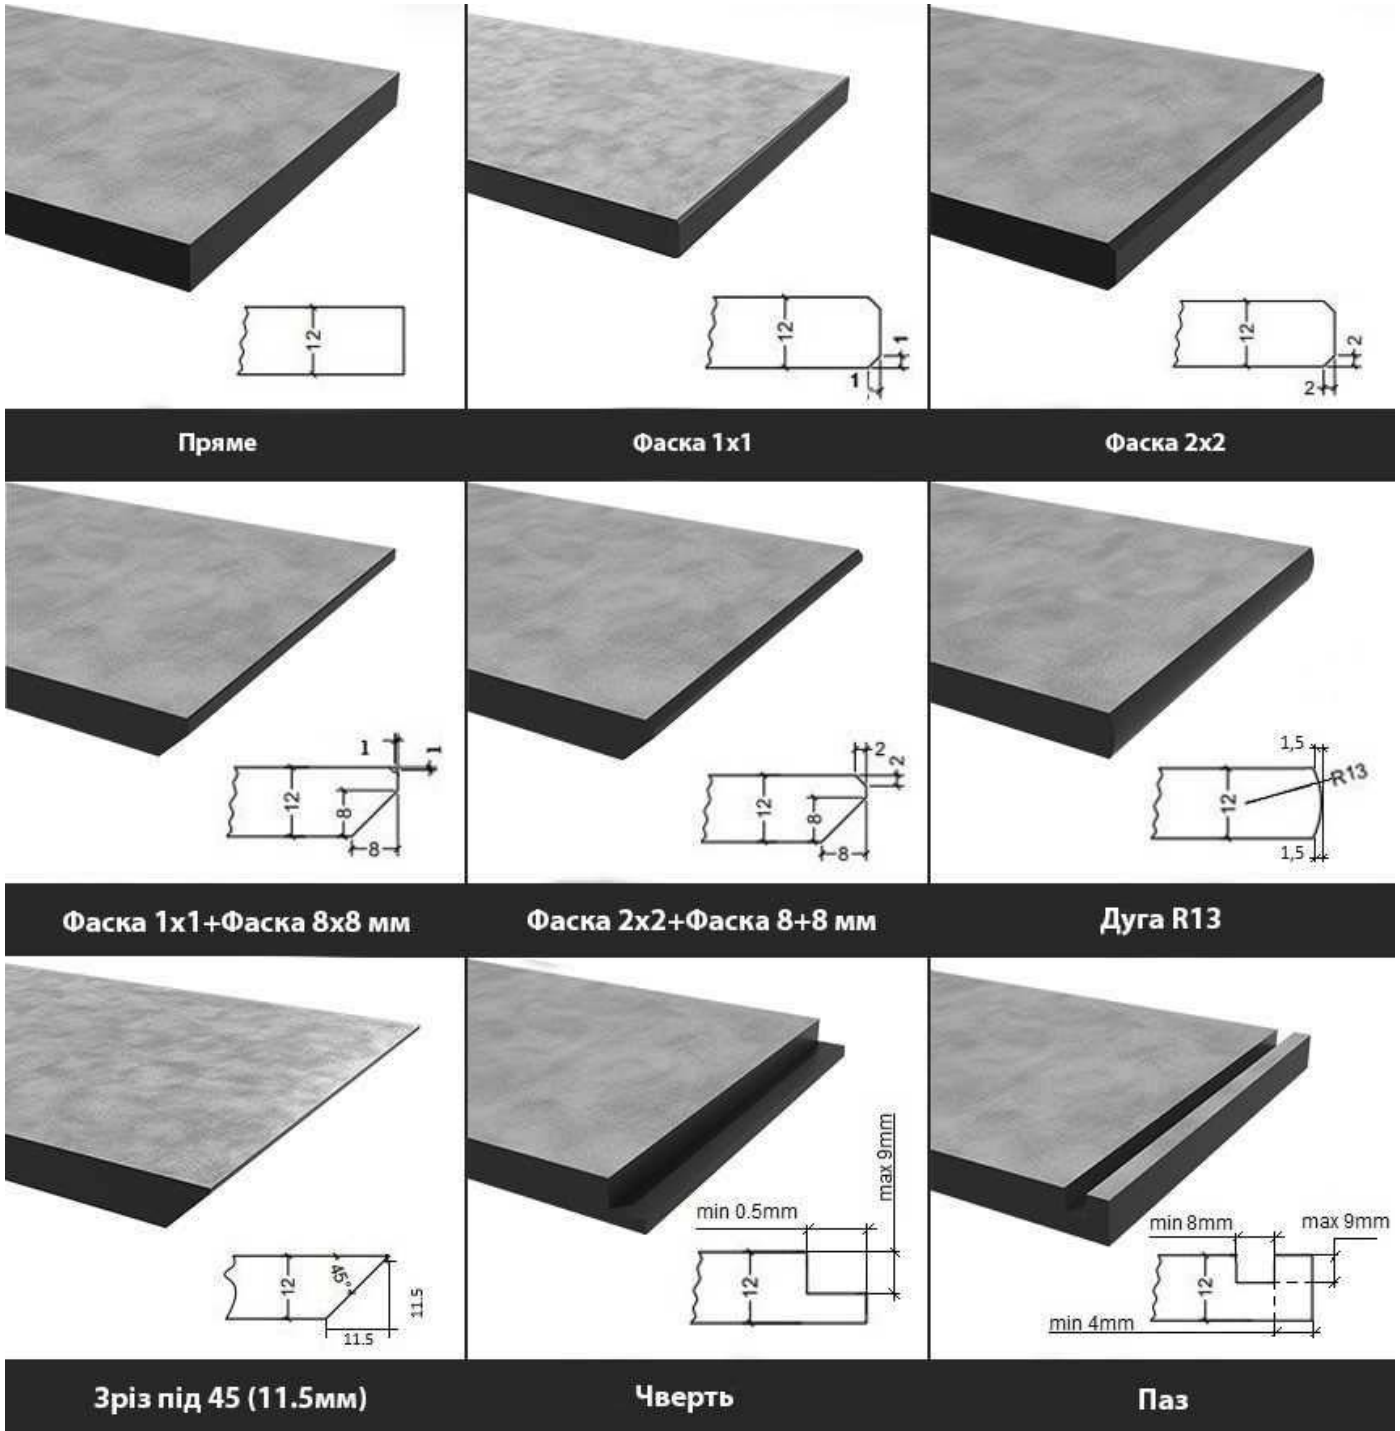 12
12
1
1
12
2
2
Пряме
Фаска 1х1
Фаска 2х2
1
1
12
8
8
2
2
12
8
8
1,5
R13
12
1,5
Фаска 1х1+Фаска 8х8 мм
Фаска 2х2+Фаска 8+8 мм
Дуга R13
12
45°
11.5
11.5
max 9mm
min 0.5mm
12
min 8mm
max 9mm
12
min 4mm
Зріз під 45 (11.5мм)
Чверть
Паз